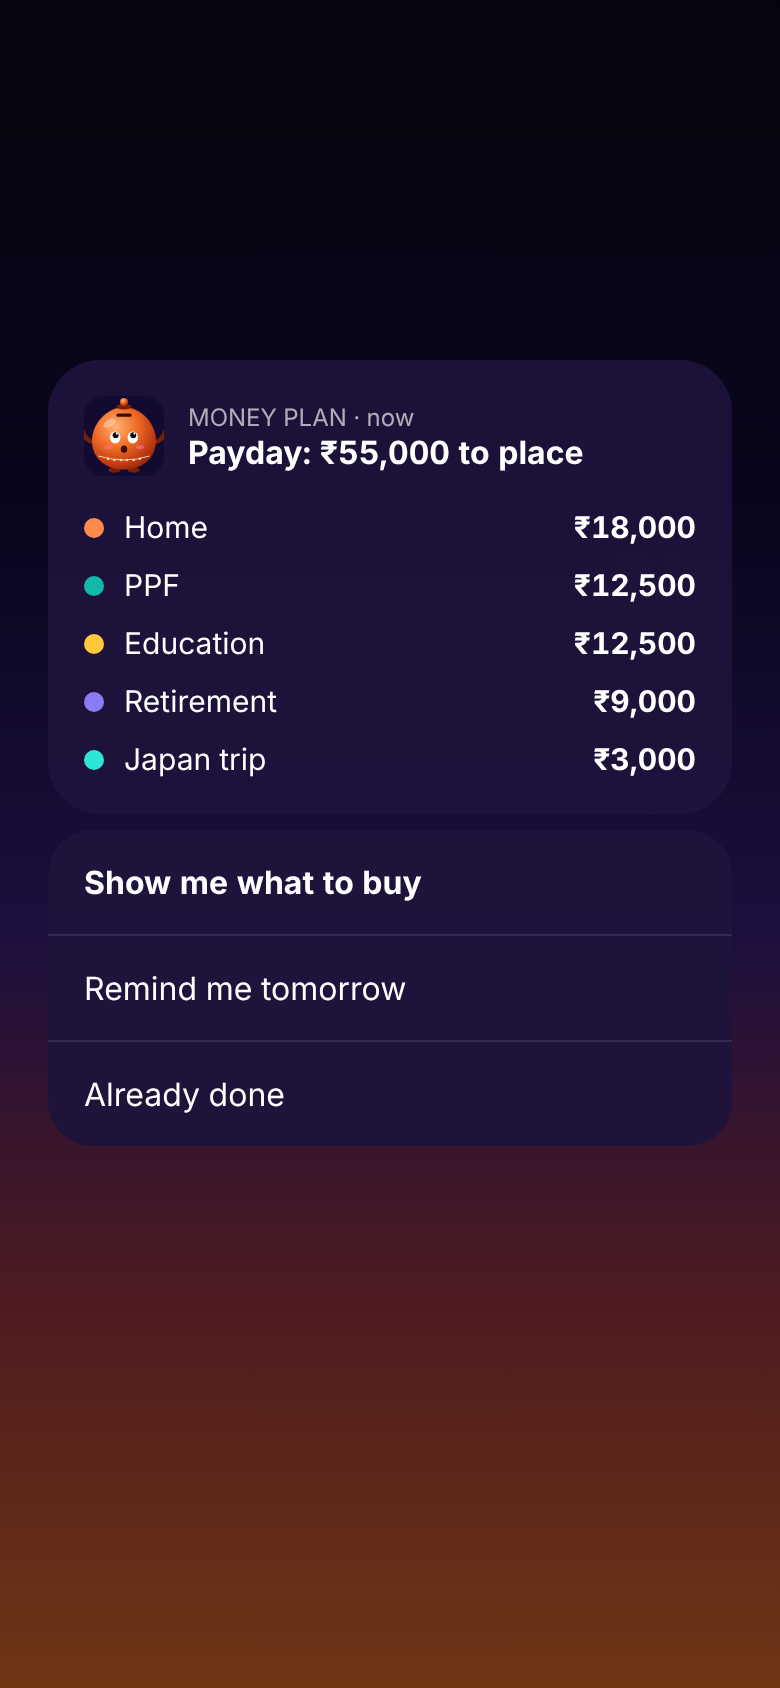 MONEY PLAN · now
Payday: ₹55,000 to place
Home ₹18,000
PPF ₹12,500
Education ₹12,500
Retirement ₹9,000
Japan trip ₹3,000
Show me what to buy
Remind me tomorrow
Already done